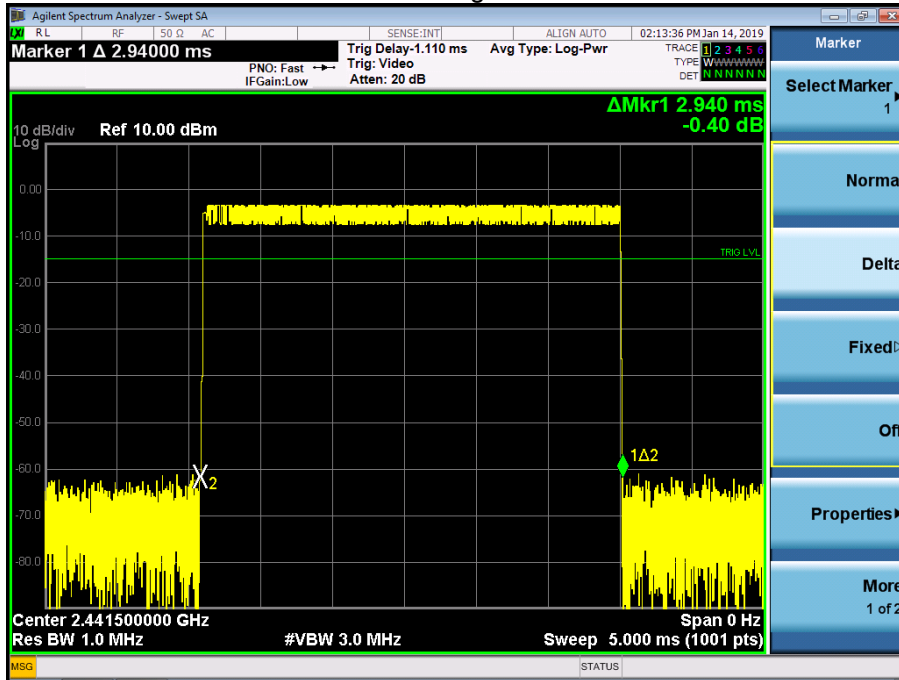 Agilent Spectrum Analyzer - Swept SA
LXI RL RF 50 Ω AC SENSE:INT ALIGN AUTO 02:13:36 PM Jan 14, 2019
Marker 1 Δ 2.94000 ms
Trig Delay-1.110 ms Avg Type: Log-Pwr TRACE 1 2 3 4 5 6
PNO: Fast Trig: Video TYPE WWWWWW
IFGain:Low Atten: 20 dB DET N N N N N N
ΔMkr1 2.940 ms
-0.40 dB
10 dB/div Ref 10.00 dBm
Log
0.00
-10.0
TRIG LVL
-20.0
-30.0
-40.0
-50.0
1Δ2
-60.0
2
-70.0
-80.0
Center 2.441500000 GHz Span 0 Hz
Res BW 1.0 MHz #VBW 3.0 MHz Sweep 5.000 ms (1001 pts)
MSG STATUS
Marker
Select Marker
1
Norma
Delta
Fixed
Off
Properties
More
1 of 2